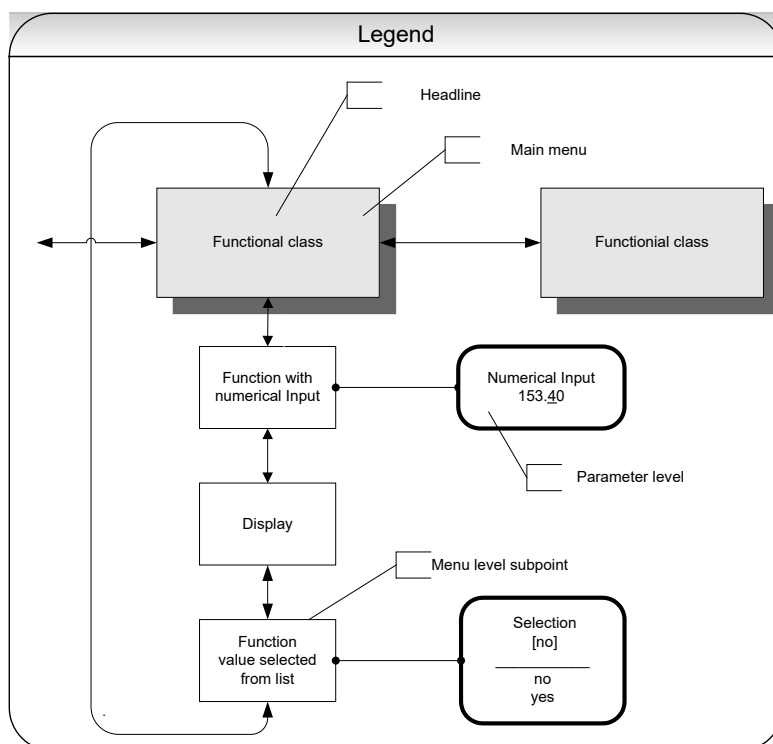 Legend
Headline
Main menu
Functional class
Functionial class
Function with
numerical Input
Numerical Input
153.40
Parameter level
Display
Menu level subpoint
Function
value selected
from list
Selection
[no]
no
yes